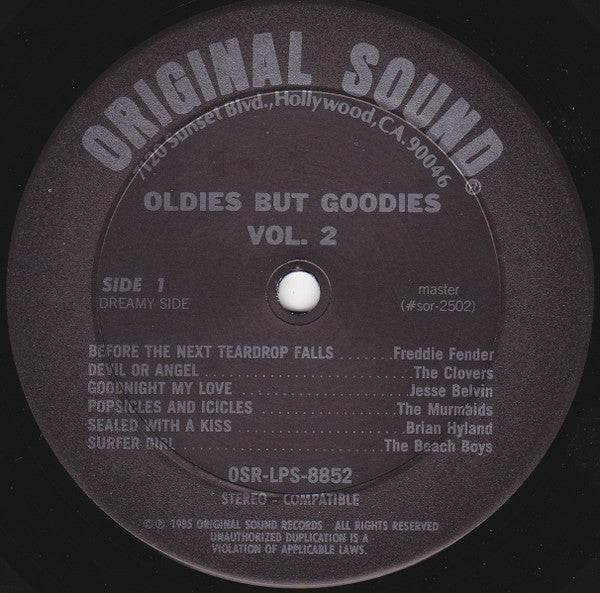 ORIGINAL SOUND®
7120 Sunset Blvd., Hollywood, CA. 90046
OLDIES BUT GOODIES
VOL. 2
SIDE 1
DREAMY SIDE
master
(#sor-2502)
BEFORE THE NEXT TEARDROP FALLS ....... Freddie Fender
DEVIL OR ANGEL ....... The Clovers
GOODNIGHT MY LOVE ....... Jesse Belvin
POPSICLES AND ICICLES ....... The Murmaids
SEALED WITH A KISS ....... Brian Hyland
SURFER GIRL ....... The Beach Boys
OSR-LPS-8852
STEREO - COMPATIBLE
©℗ 1985 ORIGINAL SOUND RECORDS ALL RIGHTS RESERVED
UNAUTHORIZED DUPLICATION IS A
VIOLATION OF APPLICABLE LAWS.